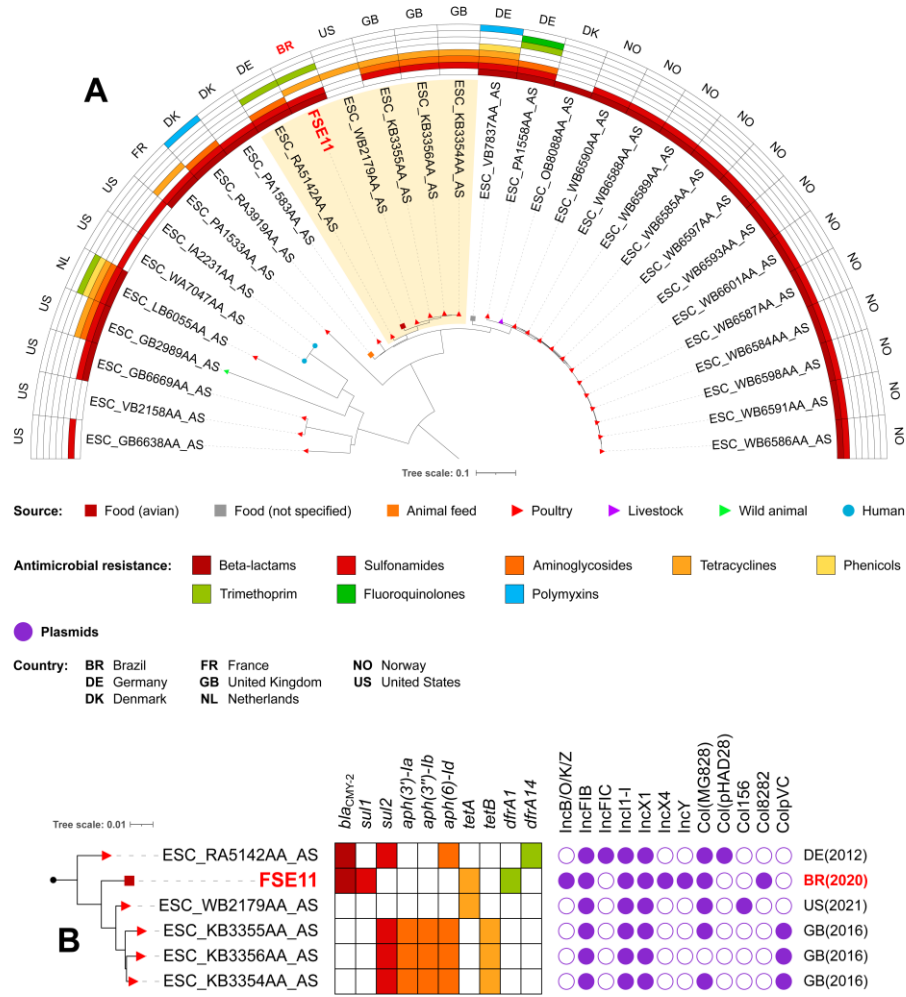 A
US
US
US
US
NL
US
US
FR
DK
DK
DE
BR
US
GB
GB
GB
DE
DE
DK
NO
NO
NO
NO
NO
NO
NO
NO
NO
NO
NO
NO
ESC_GB6638AA_AS
ESC_VB2158AA_AS
ESC_GB6669AA_AS
ESC_GB2989AA_AS
ESC_LB6055AA_AS
ESC_WA7047AA_AS
ESC_IA2231AA_AS
ESC_PA1533AA_AS
ESC_RA3919AA_AS
ESC_PA1583AA_AS
ESC_RA5142AA_AS
FSE11
ESC_WB2179AA_AS
ESC_KB3355AA_AS
ESC_KB3356AA_AS
ESC_KB3354AA_AS
ESC_VB7837AA_AS
ESC_PA1558AA_AS
ESC_OB8088AA_AS
ESC_WB6590AA_AS
ESC_WB6588AA_AS
ESC_WB6589AA_AS
ESC_WB6585AA_AS
ESC_WB6597AA_AS
ESC_WB6593AA_AS
ESC_WB6601AA_AS
ESC_WB6587AA_AS
ESC_WB6584AA_AS
ESC_WB6598AA_AS
ESC_WB6591AA_AS
ESC_WB6586AA_AS
Tree scale: 0.1
Source: Food (avian) Food (not specified) Animal feed Poultry Livestock Wild animal Human
Antimicrobial resistance: Beta-lactams Sulfonamides Aminoglycosides Tetracyclines Phenicols
Trimethoprim Fluoroquinolones Polymyxins
Plasmids
Country: BR Brazil FR France NO Norway
DE Germany GB United Kingdom US United States
DK Denmark NL Netherlands
B
Tree scale: 0.01
blaCMY-2
sul1
sul2
aph(3')-Ia
aph(3'')-Ib
aph(6)-Id
tetA
tetB
dfrA1
dfrA14
IncB/O/K/Z
IncFIB
IncFIC
IncI1-I
IncX1
IncX4
IncY
Col(MG828)
Col(pHAD28)
Col156
Col8282
ColpVC
ESC_RA5142AA_AS DE(2012)
FSE11 BR(2020)
ESC_WB2179AA_AS US(2021)
ESC_KB3355AA_AS GB(2016)
ESC_KB3356AA_AS GB(2016)
ESC_KB3354AA_AS GB(2016)